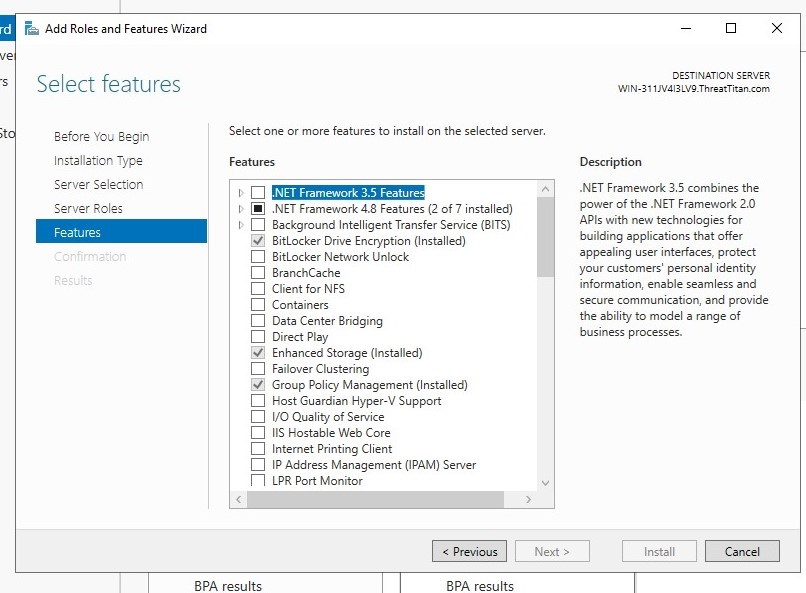 rd
Add Roles and Features Wizard
ver
rs
Sto
Select features
DESTINATION SERVER
WIN-311JV4I3LV9.ThreatTitan.com
Before You Begin
Installation Type
Server Selection
Server Roles
Features
Confirmation
Results
Select one or more features to install on the selected server.
Features
.NET Framework 3.5 Features
.NET Framework 4.8 Features (2 of 7 installed)
Background Intelligent Transfer Service (BITS)
BitLocker Drive Encryption (Installed)
BitLocker Network Unlock
BranchCache
Client for NFS
Containers
Data Center Bridging
Direct Play
Enhanced Storage (Installed)
Failover Clustering
Group Policy Management (Installed)
Host Guardian Hyper-V Support
I/O Quality of Service
IIS Hostable Web Core
Internet Printing Client
IP Address Management (IPAM) Server
LPR Port Monitor
Description
.NET Framework 3.5 combines the
power of the .NET Framework 2.0
APIs with new technologies for
building applications that offer
appealing user interfaces, protect
your customers' personal identity
information, enable seamless and
secure communication, and provide
the ability to model a range of
business processes.
< Previous
Next >
Install
Cancel
BPA results
BPA results